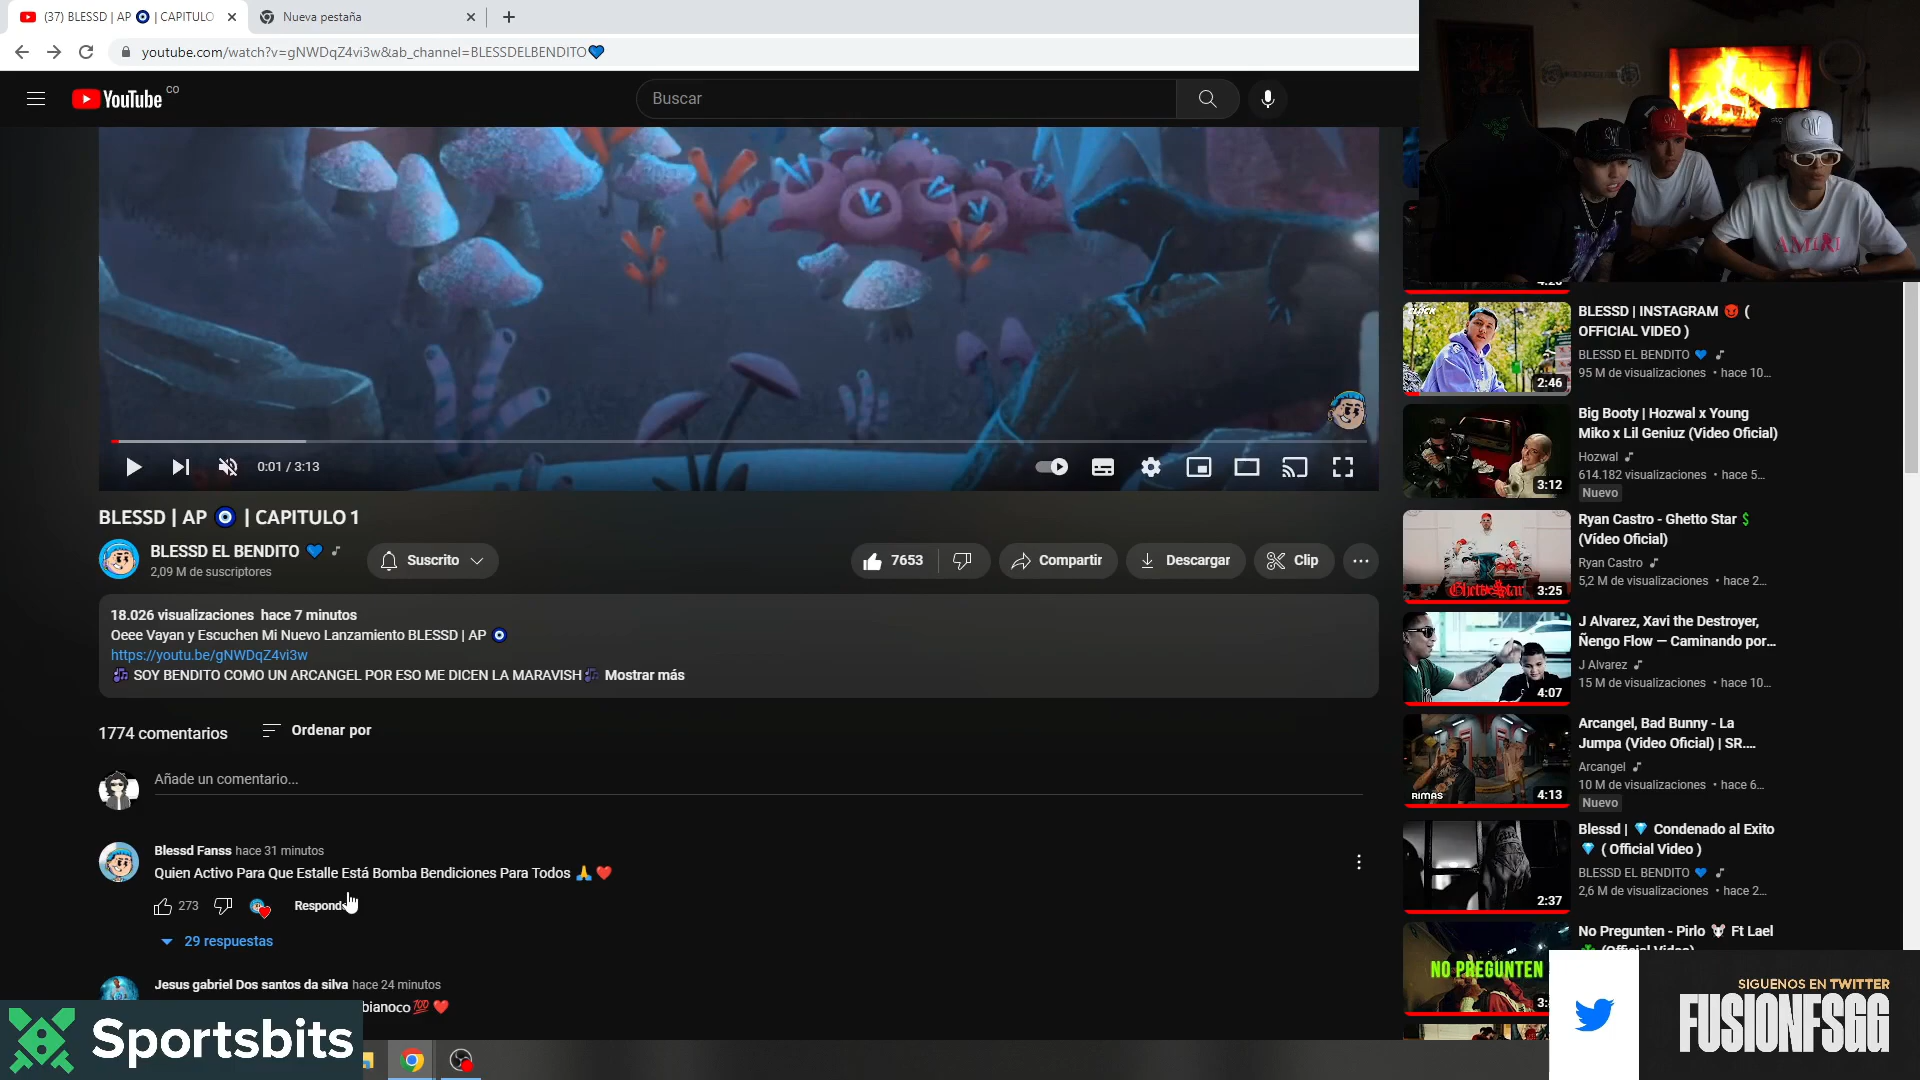 (37) BLESSD | AP 🧿 | CAPITULO
Nueva pestaña
youtube.com/watch?v=gNWDqZ4vi3w&ab_channel=BLESSDELBENDITO💙
YouTube CO
Buscar
AMIRI
0:01 / 3:13
BLESSD | AP 🧿 | CAPITULO 1
BLESSD EL BENDITO 💙
2,09 M de suscriptores
Suscrito
7653
Compartir
Descargar
Clip
18.026 visualizaciones hace 7 minutos
Oeee Vayan y Escuchen Mi Nuevo Lanzamiento BLESSD | AP 🧿
https://youtu.be/gNWDqZ4vi3w
🎶 SOY BENDITO COMO UN ARCANGEL POR ESO ME DICEN LA MARAVISH🎶 Mostrar más
1774 comentarios
Ordenar por
Añade un comentario...
Blessd Fanss hace 31 minutos
Quien Activo Para Que Estalle Está Bomba Bendiciones Para Todos 🙏❤️
273
Respond
29 respuestas
Jesus gabriel Dos santos da silva hace 24 minutos
bianoco💯❤️
BLESSD | INSTAGRAM 😈 (
OFFICIAL VIDEO )
BLESSD EL BENDITO 💙
95 M de visualizaciones • hace 10...
2:46
Big Booty | Hozwal x Young
Miko x Lil Geniuz (Video Oficial)
Hozwal
614.182 visualizaciones • hace 5...
Nuevo
3:12
Ryan Castro - Ghetto Star💲
(Video Oficial)
Ryan Castro
5,2 M de visualizaciones • hace 2...
Ghetto Star
3:25
J Alvarez, Xavi the Destroyer,
Ñengo Flow — Caminando por...
J Alvarez
15 M de visualizaciones • hace 10...
4:07
Arcangel, Bad Bunny - La
Jumpa (Video Oficial) | SR....
Arcangel
10 M de visualizaciones • hace 6...
Nuevo
RIMAS
4:13
Blessd | 💎 Condenado al Exito
💎 ( Official Video )
BLESSD EL BENDITO 💙
2,6 M de visualizaciones • hace 2...
2:37
No Pregunten - Pirlo 🐭 Ft Lael
NO PREGUNTEN
Sportsbits
SIGUENOS EN TWITTER
FUSIONFSGG